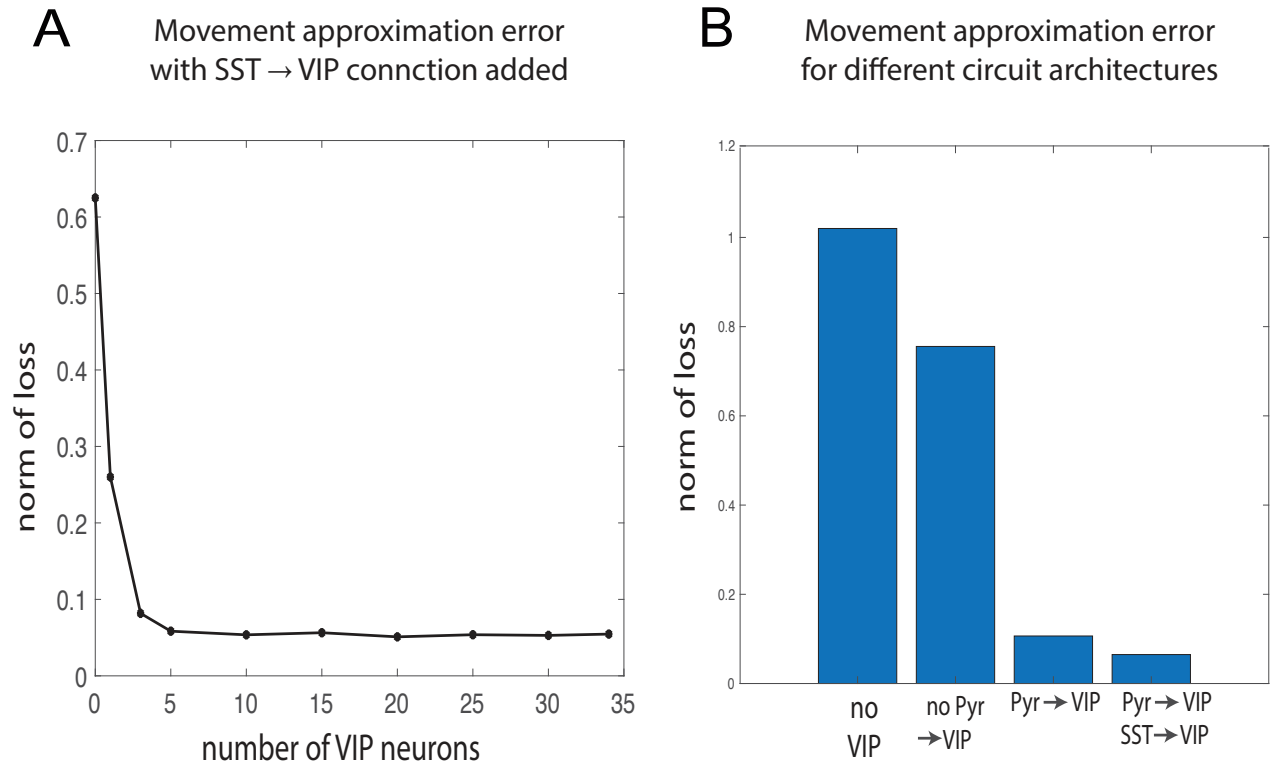 A
Movement approximation error
with SST → VIP connction added
0.7
0.6
0.5
0.4
0.3
0.2
0.1
0
norm of loss
0 5 10 15 20 25 30 35
number of VIP neurons
B
Movement approximation error
for different circuit architectures
1.2
1
0.8
0.6
0.4
0.2
0
norm of loss
no
VIP
no Pyr
→VIP
Pyr→VIP
Pyr→VIP
SST→VIP